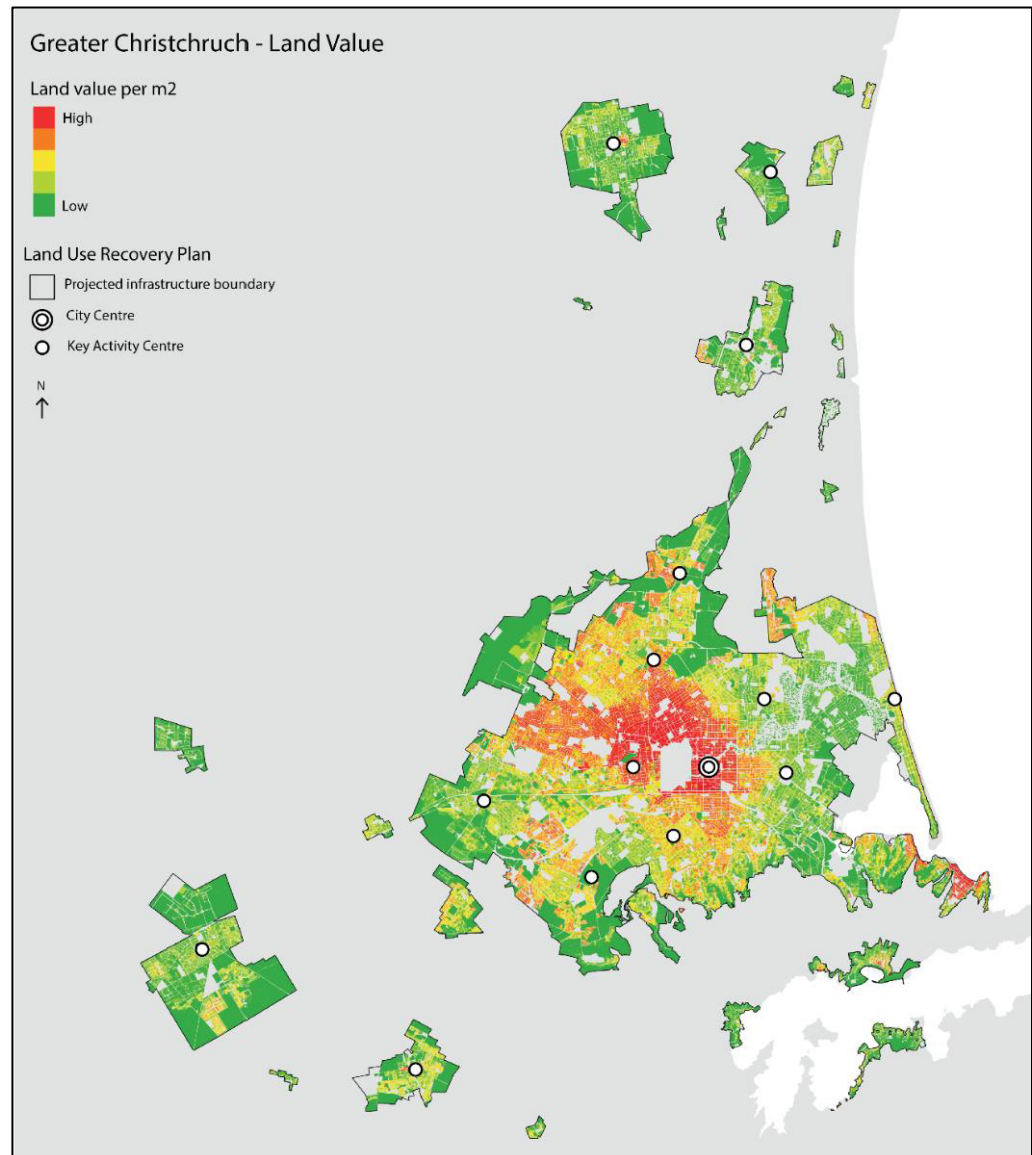 Greater Christchruch - Land Value
Land value per m2
High
Low
Land Use Recovery Plan
Projected infrastructure boundary
City Centre
Key Activity Centre
N